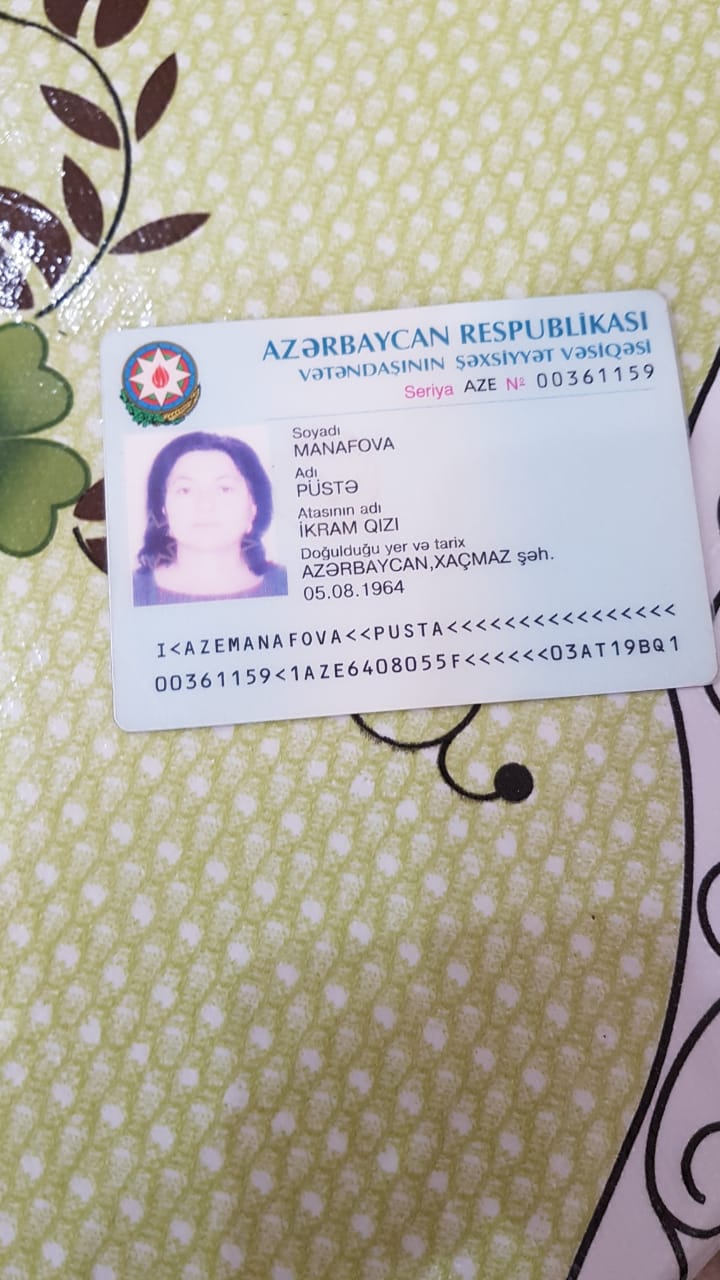 AZƏRBAYCAN RESPUBLİKASI
VƏTƏNDAŞININ ŞƏXSİYYƏT VƏSİQƏSİ
Seriya AZE № 00361159
Soyadı
MANAFOVA
Adı
PÜSTƏ
Atasının adı
İKRAM QIZI
Doğulduğu yer və tarix
AZƏRBAYCAN,XAÇMAZ şəh.
05.08.1964
I<AZEMANAFOVA<<PUSTA<<<<<<<<<<<<<<<<<
00361159<1AZE6408055F<<<<<<03AT19BQ1